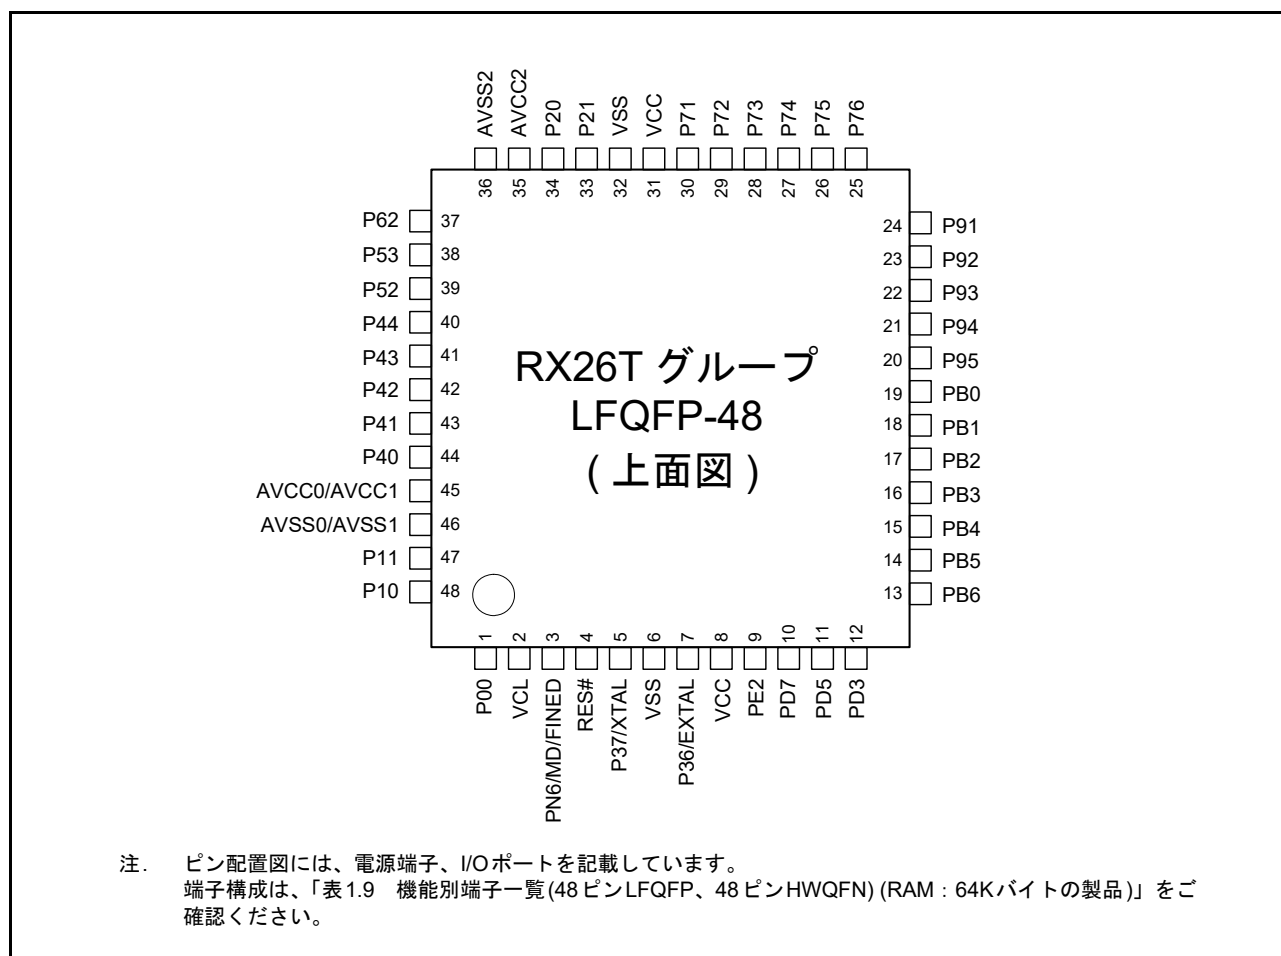 AVSS2
AVCC2
P20
P21
VSS
VCC
P71
P72
P73
P74
P75
P76
36
35
34
33
32
31
30
29
28
27
26
25
P62 37
P53 38
P52 39
P44 40
P43 41
P42 42
P41 43
P40 44
AVCC0/AVCC1 45
AVSS0/AVSS1 46
P11 47
P10 48
RX26T グループ
LFQFP-48
( 上面図 )
24 P91
23 P92
22 P93
21 P94
20 P95
19 PB0
18 PB1
17 PB2
16 PB3
15 PB4
14 PB5
13 PB6
1
2
3
4
5
6
7
8
9
10
11
12
P00
VCL
PN6/MD/FINED
RES#
P37/XTAL
VSS
P36/EXTAL
VCC
PE2
PD7
PD5
PD3
注. ピン配置図には、電源端子、I/Oポートを記載しています。
端子構成は、「表1.9 機能別端子一覧(48ピンLFQFP、48ピンHWQFN) (RAM : 64Kバイトの製品)」をご
確認ください。